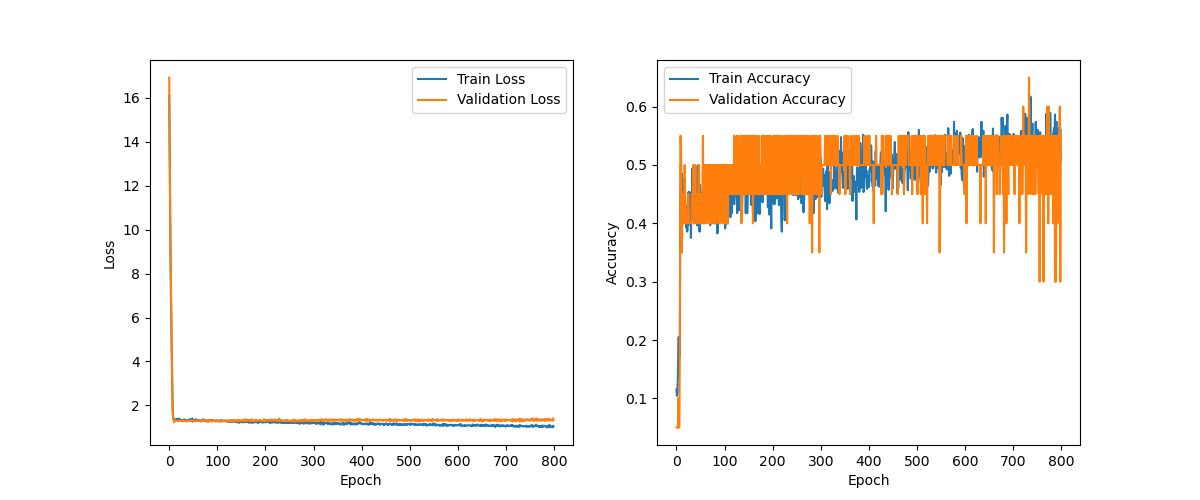 Train Loss
Validation Loss
16
14
12
10
8
6
4
2
Loss
0 100 200 300 400 500 600 700 800
Epoch
Train Accuracy
Validation Accuracy
0.6
0.5
0.4
0.3
0.2
0.1
Accuracy
0 100 200 300 400 500 600 700 800
Epoch